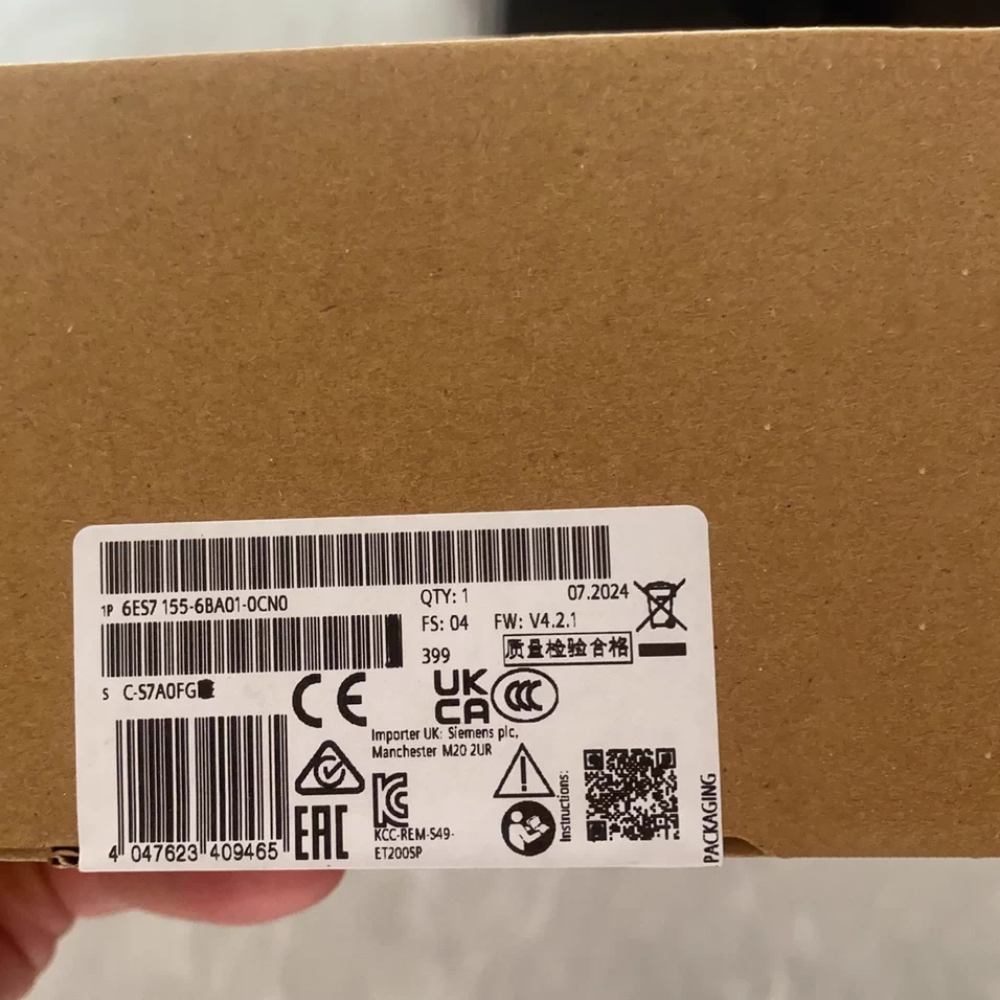 1P 6ES7 155-6BA01-0CN0
QTY: 1
07.2024
FS: 04
FW: V4.2.1
399
质量检验合格
S C-S7A0FG
CE
UK
CA
CCC
Importer UK: Siemens plc,
Manchester M20 2UR
KC
KCC-REM-S49-
ET200SP
EAC
Instructions:
PACKAGING
4 047623 409465